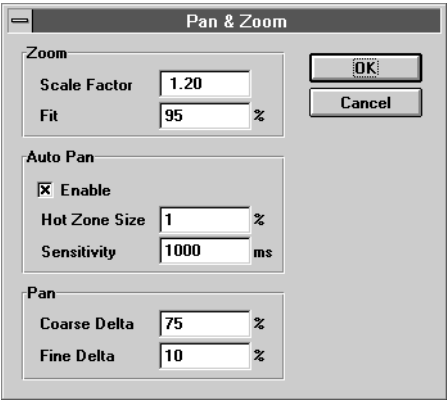 Pan & Zoom
Zoom
Scale Factor 1.20
Fit 95 %
OK
Cancel
Auto Pan
Enable
Hot Zone Size 1 %
Sensitivity 1000 ms
Pan
Coarse Delta 75 %
Fine Delta 10 %